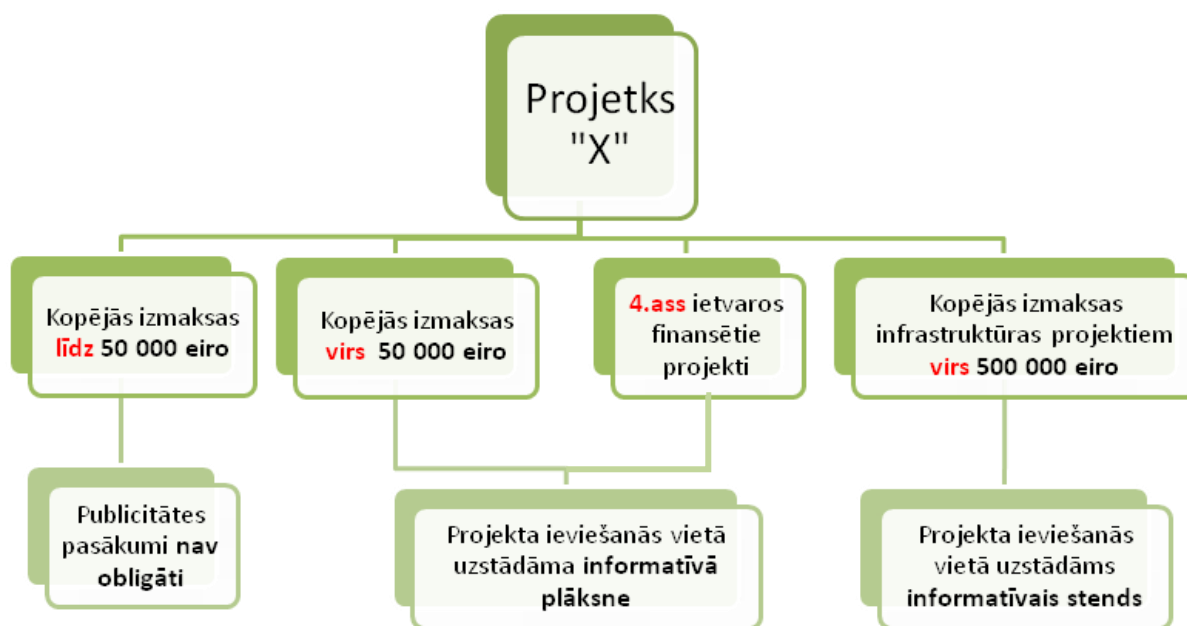 Projetks
"X"
Kopējās izmaksas
līdz 50 000 eiro
Kopējās izmaksas
virs 50 000 eiro
4.ass ietvaros
finansētie
projekti
Kopējās izmaksas
infrastruktūras projektiem
virs 500 000 eiro
Publicitātes
pasākumi nav
obligāti
Projekta ieviešanās vietā
uzstādāma informatīvā
plāksne
Projekta ieviešanās
vietā uzstādāms
informatīvais stends